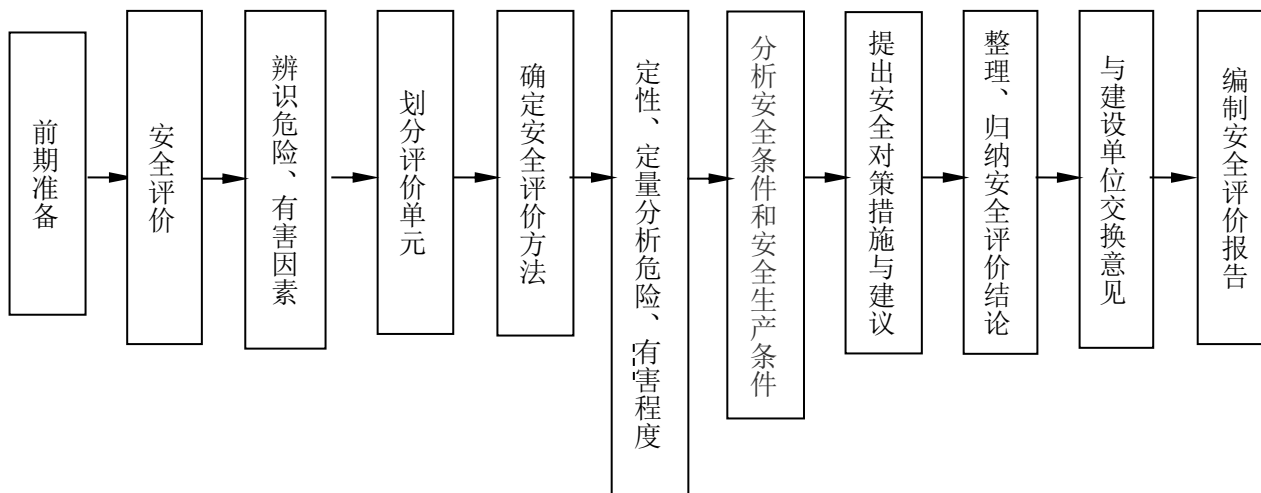 前期准备
安全评价
辨识危险、有害因素
划分评价单元
确定安全评价方法
定性、定量分析危险、有害程度
分析安全条件和安全生产条件
提出安全对策措施与建议
整理、归纳安全评价结论
与建设单位交换意见
编制安全评价报告